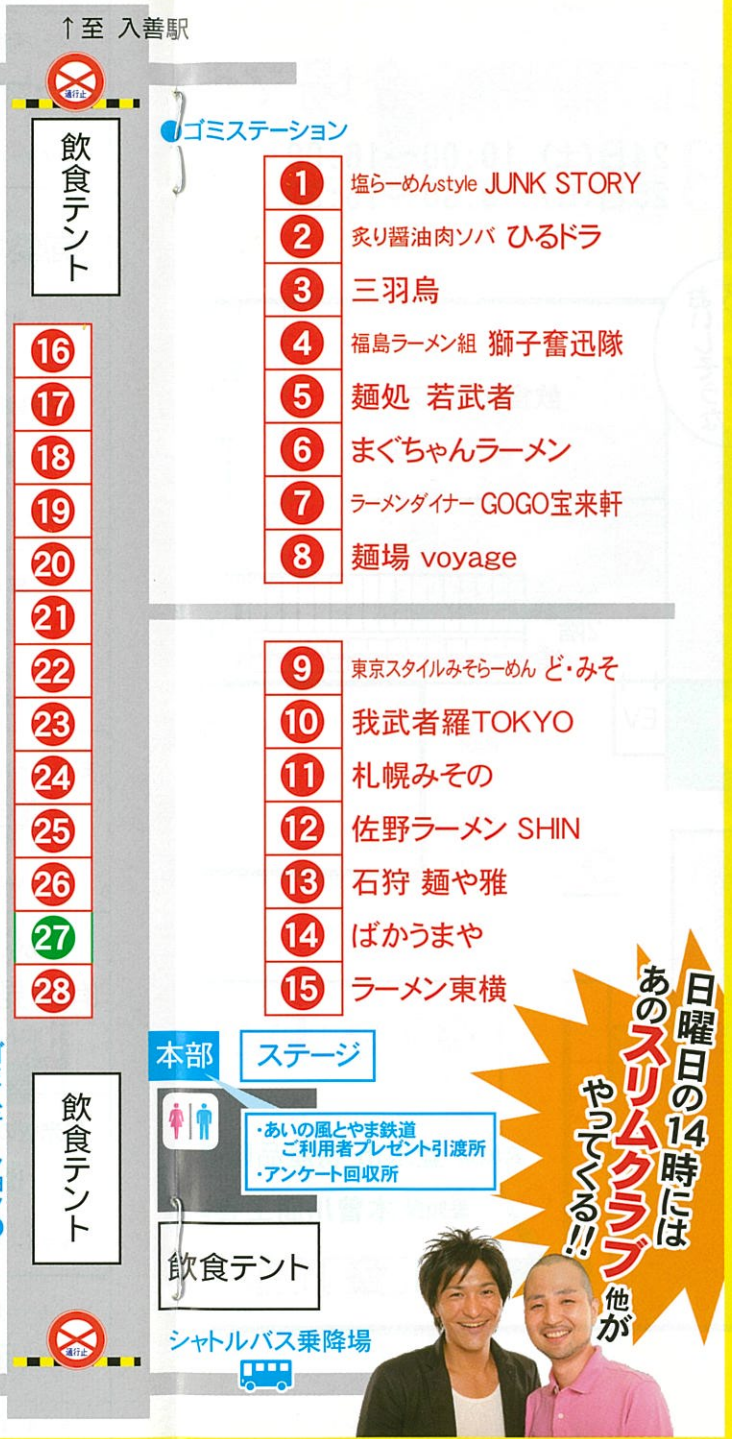 ↑至 入善駅
通行止
飲食テント
ゴミステーション
1 塩らーめんstyle JUNK STORY
2 炙り醤油肉ソバ ひるドラ
3 三羽烏
4 福島ラーメン組 獅子奮迅隊
5 麺処 若武者
6 まぐちゃんラーメン
7 ラーメンダイナー GOGO宝来軒
8 麺場 voyage
9 東京スタイルみそらーめん ど・みそ
10 我武者羅TOKYO
11 札幌みその
12 佐野ラーメン SHIN
13 石狩 麺や雅
14 ばかうまや
15 ラーメン東横
16
17
18
19
20
21
22
23
24
25
26
27
28
本部
ステージ
・あいの風とやま鉄道
ご利用者プレゼント引渡所
・アンケート回収所
飲食テント
飲食テント
通行止
シャトルバス乗降場
日曜日の14時には
あのスリムクラブ他が
やってくる!!